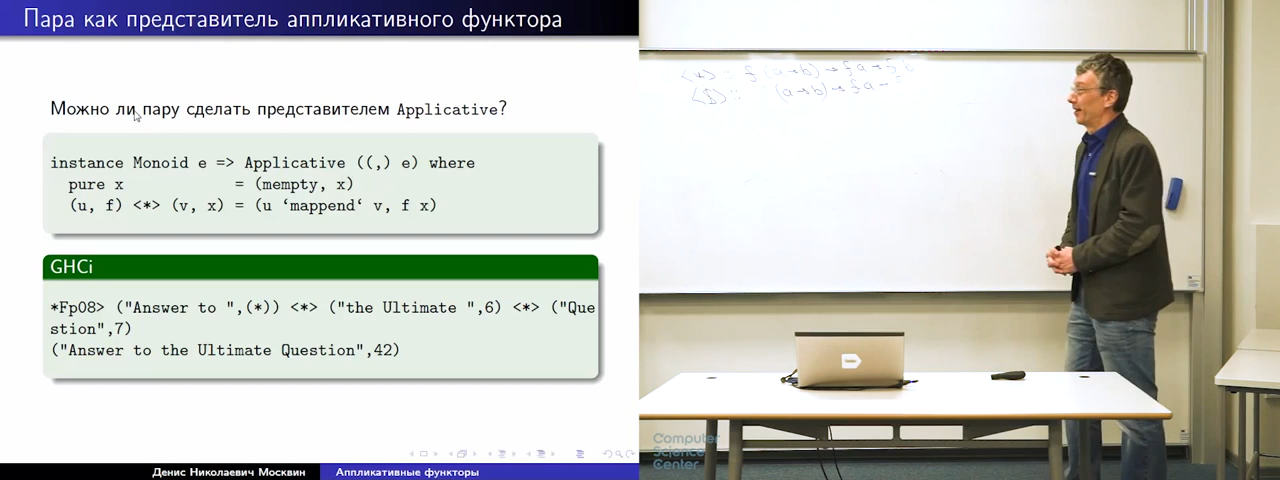 Пара как представитель аппликативного функтора
Можно ли пару сделать представителем Applicative?
instance Monoid e => Applicative ((,) e) where
pure x = (mempty, x)
(u, f) <*> (v, x) = (u ‘mappend‘ v, f x)
GHCi
*Fp08> ("Answer to ",(*)) <*> ("the Ultimate ",6) <*> ("Que
stion",7)
("Answer to the Ultimate Question",42)
Денис Николаевич Москвин
Аппликативные функторы
<*> :: f (a→b) → f a → f b
<$> :: (a→b) → f a →
Computer
Science
Center